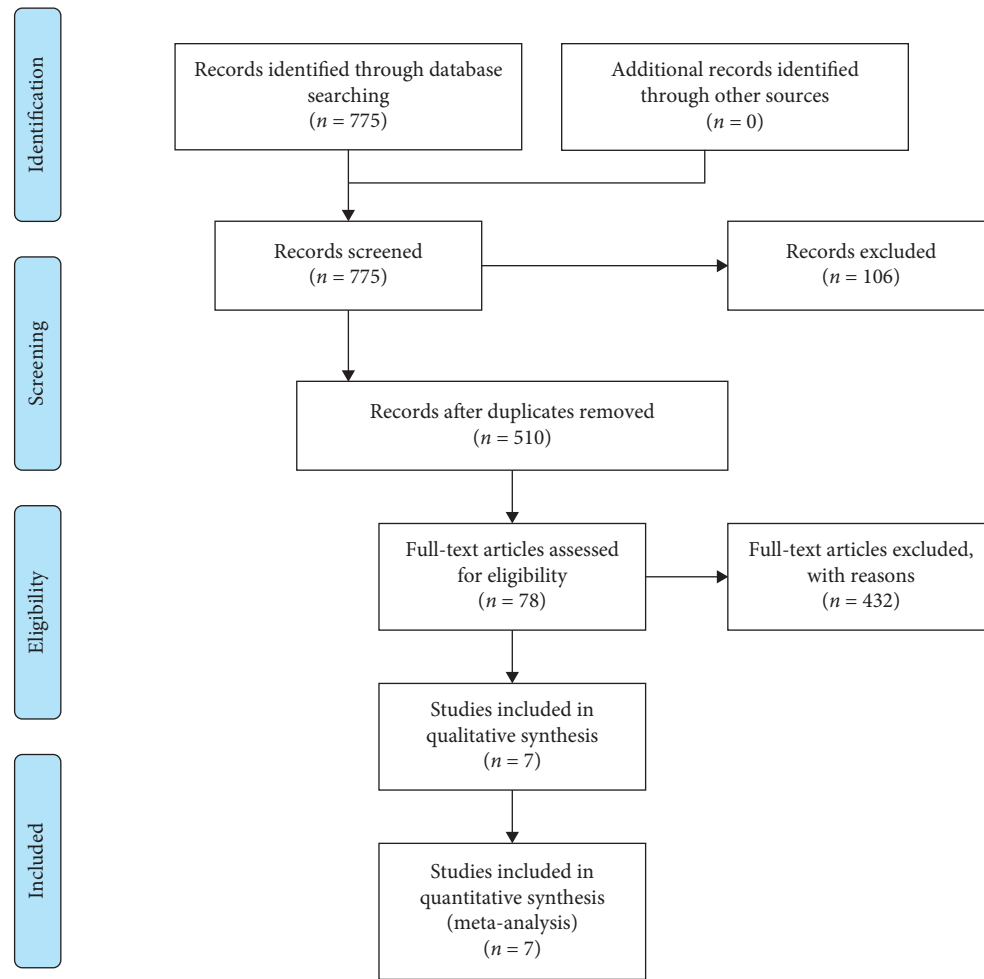 Identification
Records identified through database
searching
(n = 775)
Additional records identified
through other sources
(n = 0)
Records screened
(n = 775)
Records excluded
(n = 106)
Screening
Records after duplicates removed
(n = 510)
Eligibility
Full-text articles assessed
for eligibility
(n = 78)
Full-text articles excluded,
with reasons
(n = 432)
Studies included in
qualitative synthesis
(n = 7)
Included
Studies included in
quantitative synthesis
(meta-analysis)
(n = 7)